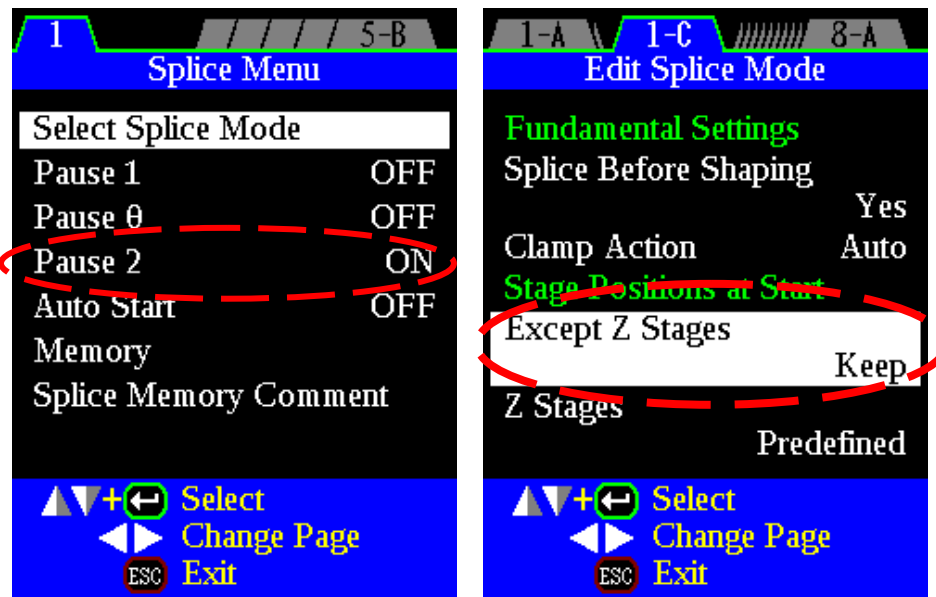 1 5-B
Splice Menu
Select Splice Mode
Pause 1 OFF
Pause θ OFF
Pause 2 ON
Auto Start OFF
Memory
Splice Memory Comment
+ Select
Change Page
ESC Exit
1-A 1-C 8-A
Edit Splice Mode
Fundamental Settings
Splice Before Shaping
Yes
Clamp Action Auto
Stage Positions at Start
Except Z Stages
Keep
Z Stages
Predefined
+ Select
Change Page
ESC Exit